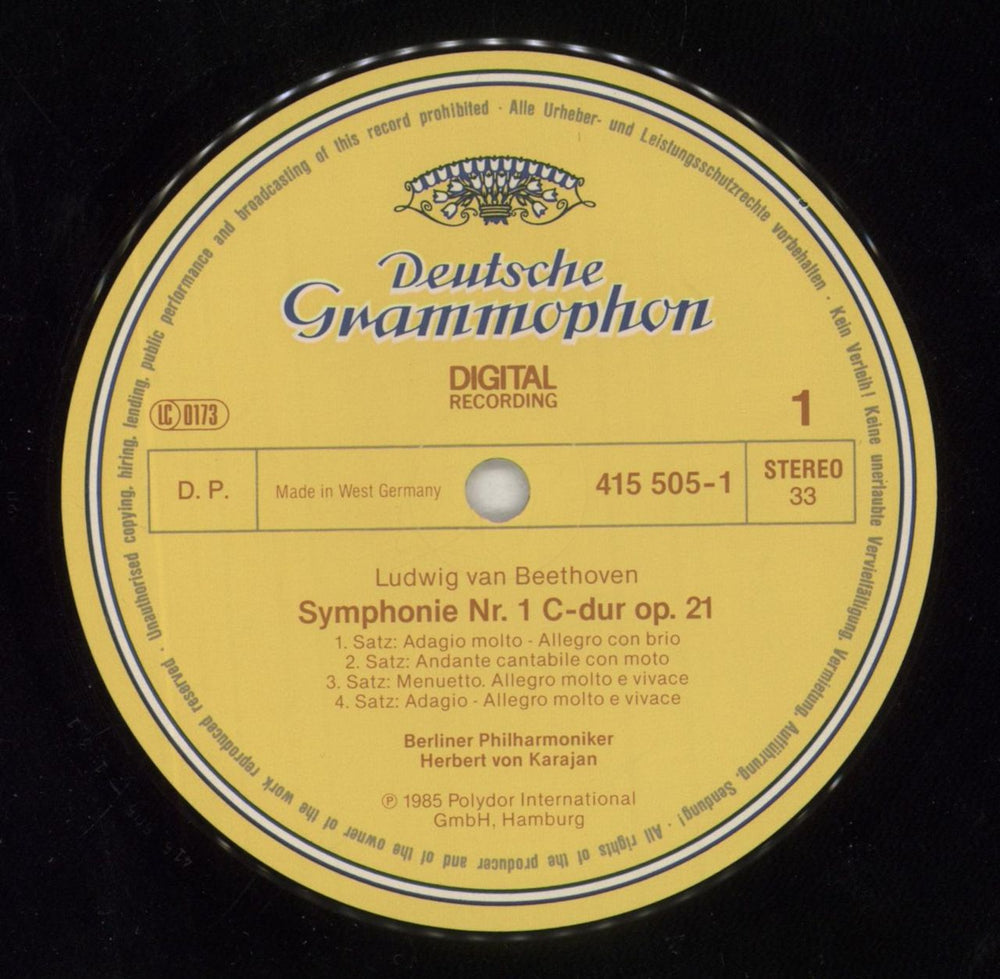 Alle Urheber- und Leistungsschutzrechte vorbehalten · Kein Verleih! Keine unerlaubte Vervielfältigung, Vermietung, Aufführung, Sendung! · All rights of the producer and of the owner of the work reproduced reserved · Unauthorised copying, hiring, lending, public performance and broadcasting of this record prohibited ·
Deutsche
Grammophon
DIGITAL
RECORDING
LC 0173
1
D. P.
Made in West Germany
415 505-1
STEREO
33
Ludwig van Beethoven
Symphonie Nr. 1 C-dur op. 21
1. Satz: Adagio molto - Allegro con brio
2. Satz: Andante cantabile con moto
3. Satz: Menuetto. Allegro molto e vivace
4. Satz: Adagio - Allegro molto e vivace
Berliner Philharmoniker
Herbert von Karajan
℗ 1985 Polydor International
GmbH, Hamburg